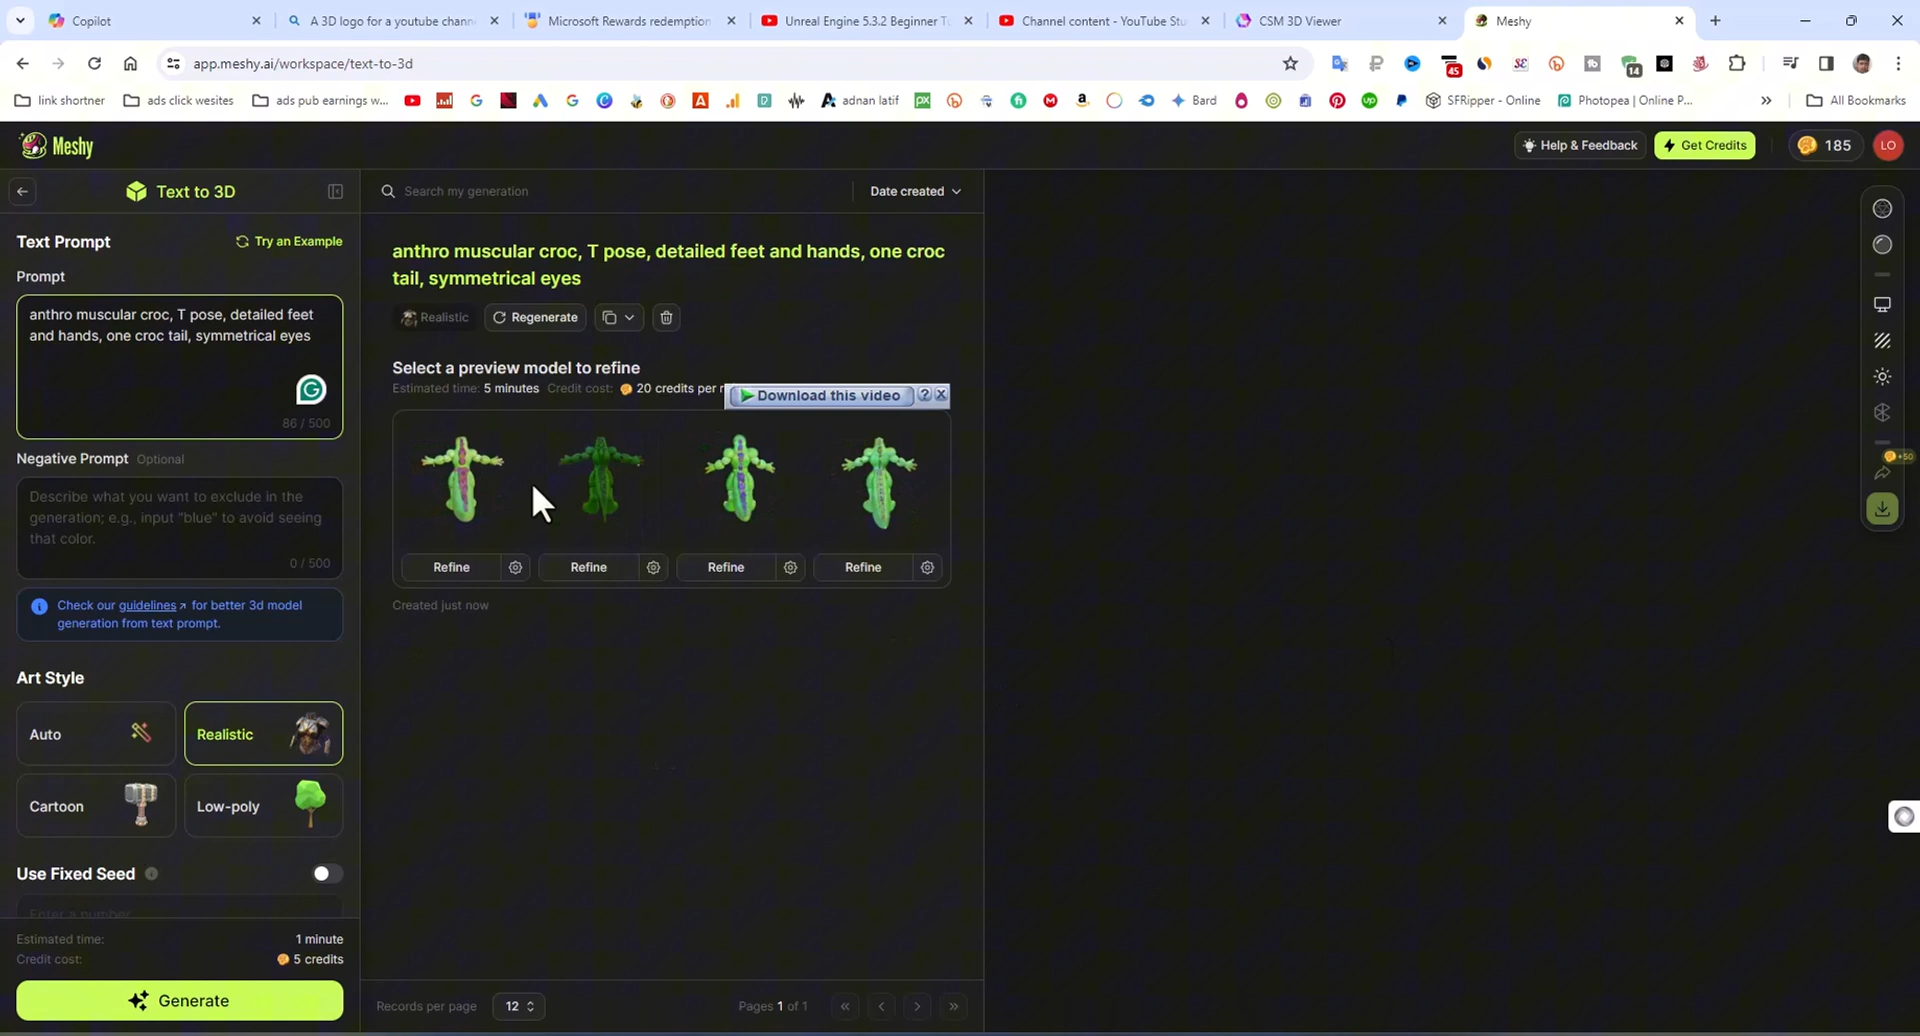 Copilot
A 3D logo for a youtube chann
Microsoft Rewards redemption
Unreal Engine 5.3.2 Beginner Tu
Channel content - YouTube Stu
CSM 3D Viewer
Meshy
app.meshy.ai/workspace/text-to-3d
45
14
link shortner
ads click wesites
ads pub earnings w...
adnan latif
Bard
SFRipper - Online
Photopea | Online P...
All Bookmarks
Meshy
Help & Feedback
Get Credits
185
LO
Text to 3D
Search my generation
Date created
Text Prompt
Try an Example
Prompt
anthro muscular croc, T pose, detailed feet
and hands, one croc tail, symmetrical eyes
86 / 500
Negative Prompt Optional
Describe what you want to exclude in the
generation; e.g., input "blue" to avoid seeing
that color.
0 / 500
Check our guidelines for better 3d model
generation from text prompt.
Art Style
Auto
Realistic
Cartoon
Low-poly
Use Fixed Seed
Enter a number
Estimated time: 1 minute
Credit cost: 5 credits
Generate
anthro muscular croc, T pose, detailed feet and hands, one croc
tail, symmetrical eyes
Realistic
Regenerate
Select a preview model to refine
Estimated time: 5 minutes Credit cost: 20 credits per r
Download this video
?
Refine
Refine
Refine
Refine
Created just now
Records per page
12
Pages 1 of 1
+50